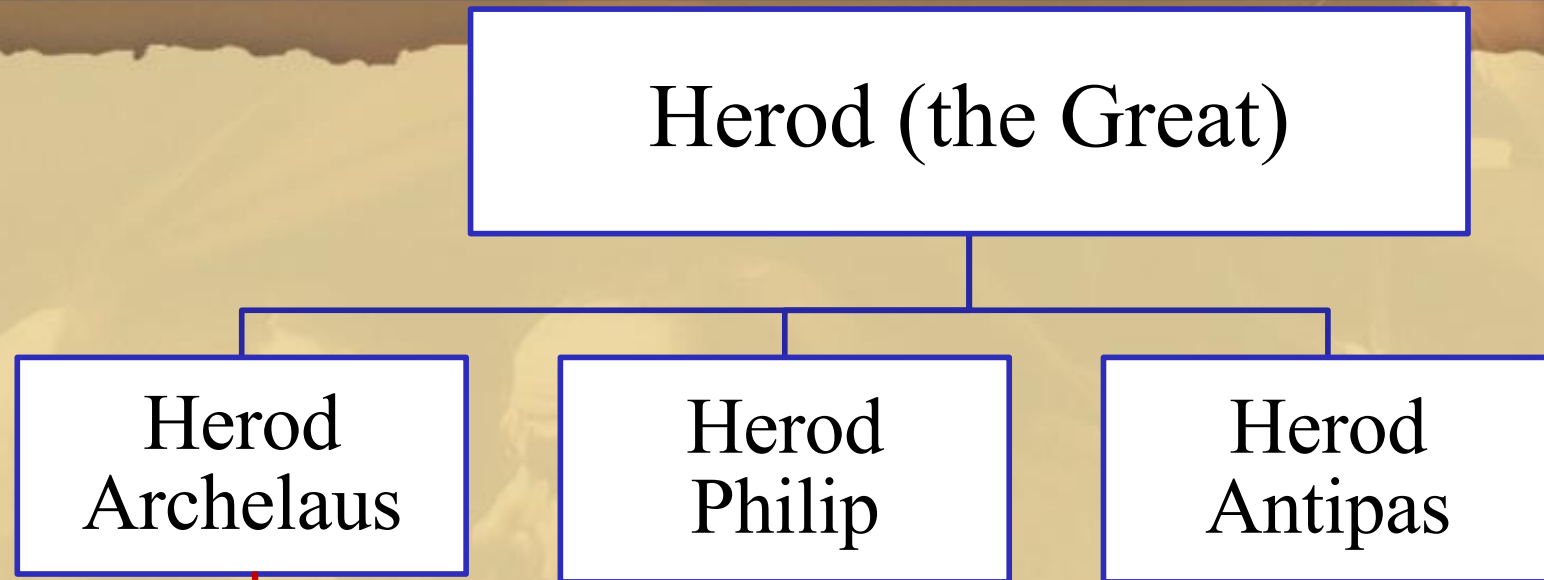 Herod (the Great)
Herod
Archelaus
Herod
Philip
Herod
Antipas